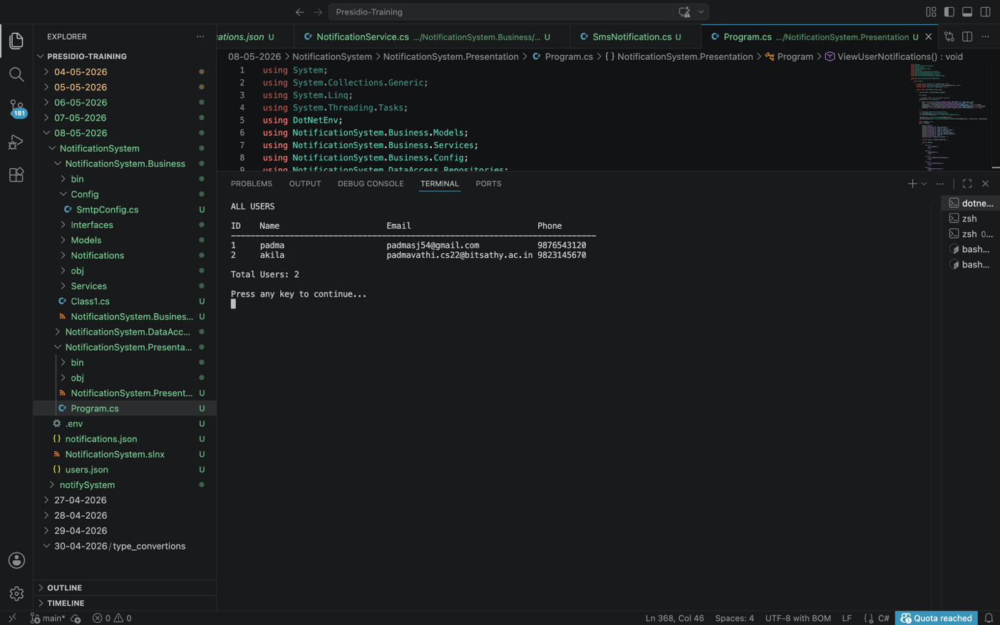 Presidio-Training
EXPLORER
PRESIDIO-TRAINING
04-05-2026
05-05-2026
06-05-2026
07-05-2026
08-05-2026
NotificationSystem
NotificationSystem.Business
bin
Config
SmtpConfig.cs U
Interfaces
Models
Notifications
obj
Services
Class1.cs U
NotificationSystem.Busines... U
NotificationSystem.DataAcc...
NotificationSystem.Presenta...
bin
obj
NotificationSystem.Present... U
Program.cs U
.env U
notifications.json U
NotificationSystem.slnx U
users.json U
notifySystem
27-04-2026
28-04-2026
29-04-2026
30-04-2026/type_convertions
OUTLINE
TIMELINE
181
cations.json U NotificationService.cs .../NotificationSystem.Business/... U SmsNotification.cs U Program.cs .../NotificationSystem.Presentation U
08-05-2026 > NotificationSystem > NotificationSystem.Presentation > Program.cs > { } NotificationSystem.Presentation > Program > ViewUserNotifications() : void
1 using System;
2 using System.Collections.Generic;
3 using System.Linq;
4 using System.Threading.Tasks;
5 using DotNetEnv;
6 using NotificationSystem.Business.Models;
7 using NotificationSystem.Business.Services;
8 using NotificationSystem.Business.Config;
9 using NotificationSystem.DataAccess.Repositories;
PROBLEMS OUTPUT DEBUG CONSOLE TERMINAL PORTS
ALL USERS
ID Name Email Phone
1 padma padmasj54@gmail.com 9876543120
2 akila padmavathi.cs22@bitsathy.ac.in 9823145670
Total Users: 2
Press any key to continue...
dotne...
zsh
zsh 0...
bash...
bash...
main* 0 0 Ln 368, Col 46 Spaces: 4 UTF-8 with BOM LF { } C# Quota reached